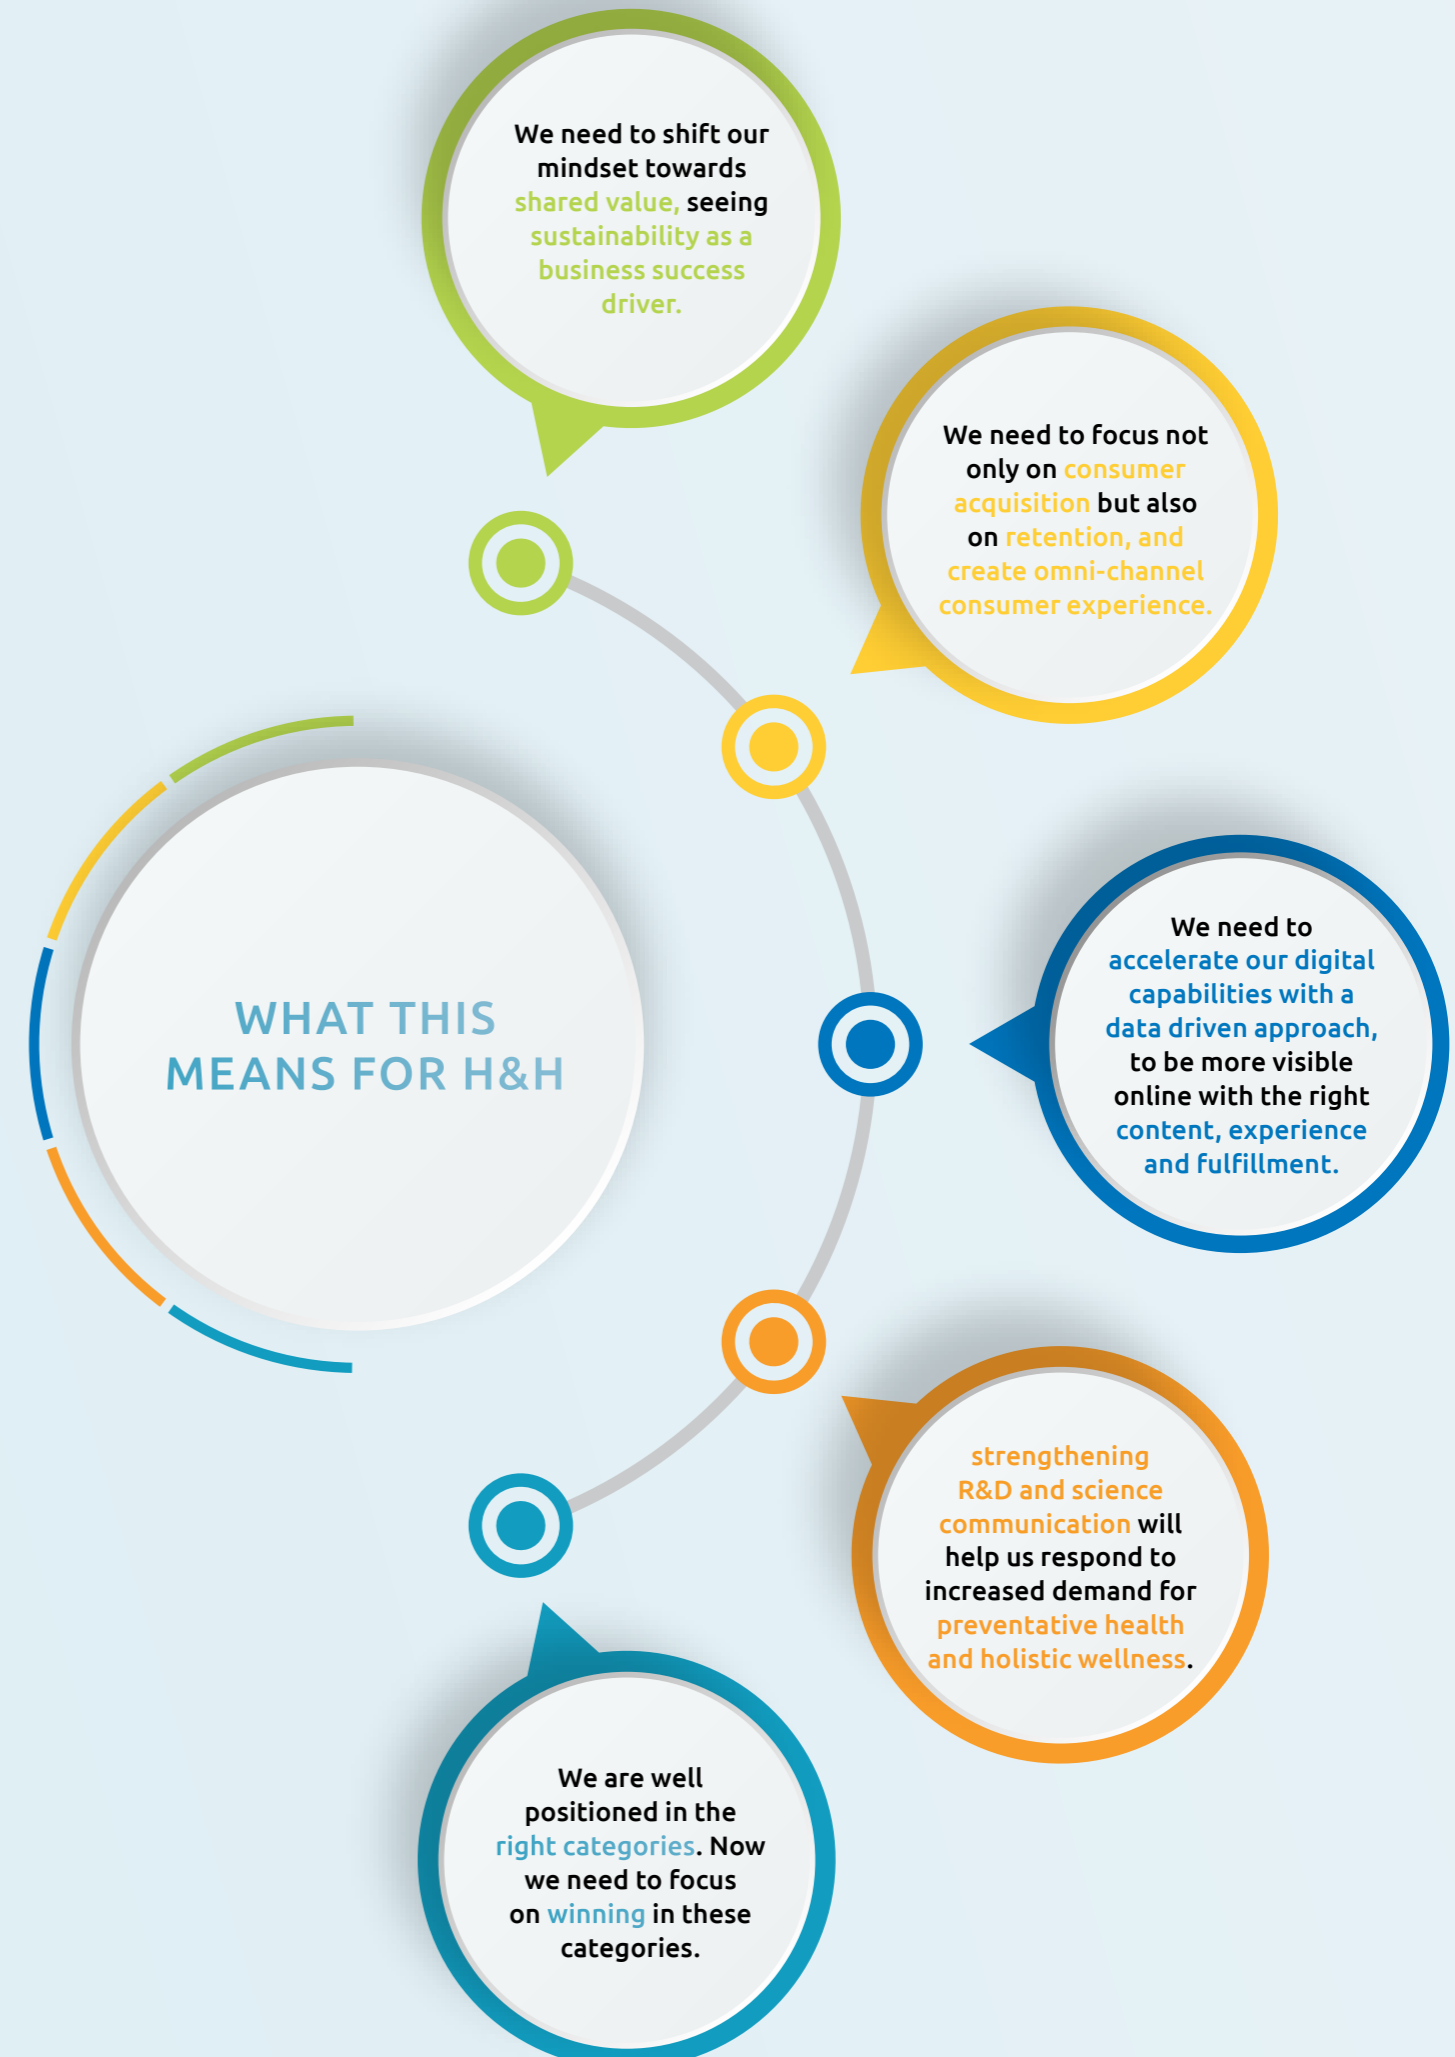 We need to shift our
mindset towards
shared value, seeing
sustainability as a
business success
driver.
We need to focus not
only on consumer
acquisition but also
on retention, and
create omni-channel
consumer experience.
WHAT THIS
MEANS FOR H&H
We need to
accelerate our digital
capabilities with a
data driven approach,
to be more visible
online with the right
content, experience
and fulfillment.
strengthening
R&D and science
communication will
help us respond to
increased demand for
preventative health
and holistic wellness.
We are well
positioned in the
right categories. Now
we need to focus
on winning in these
categories.